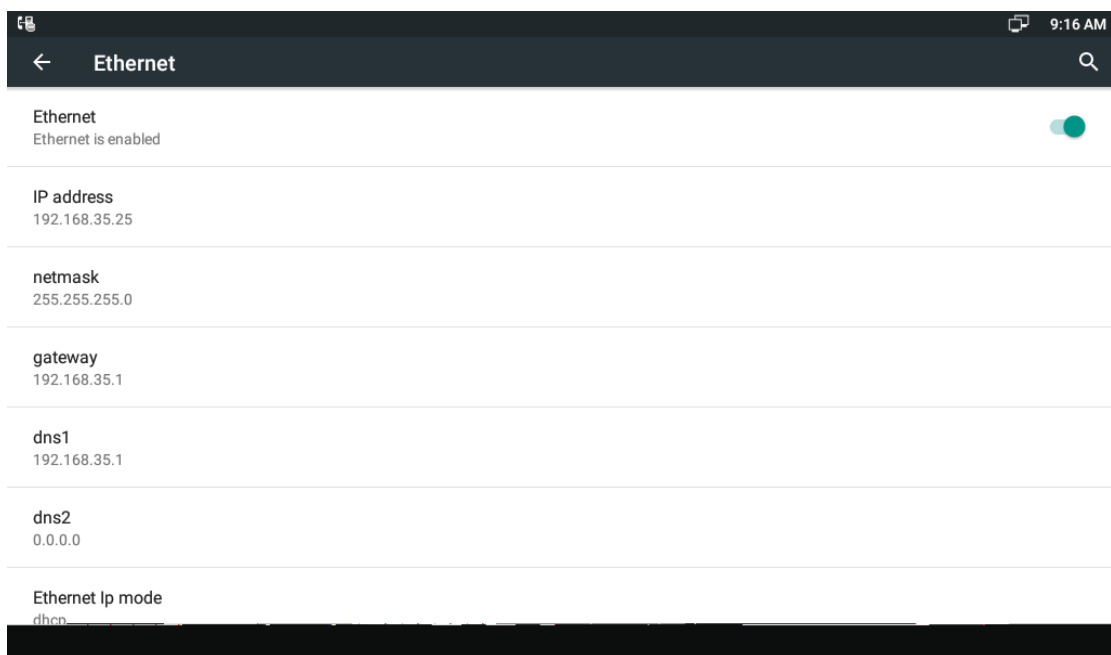 9:16 AM
Ethernet
Ethernet
Ethernet is enabled
IP address
192.168.35.25
netmask
255.255.255.0
gateway
192.168.35.1
dns1
192.168.35.1
dns2
0.0.0.0
Ethernet Ip mode
dhcp